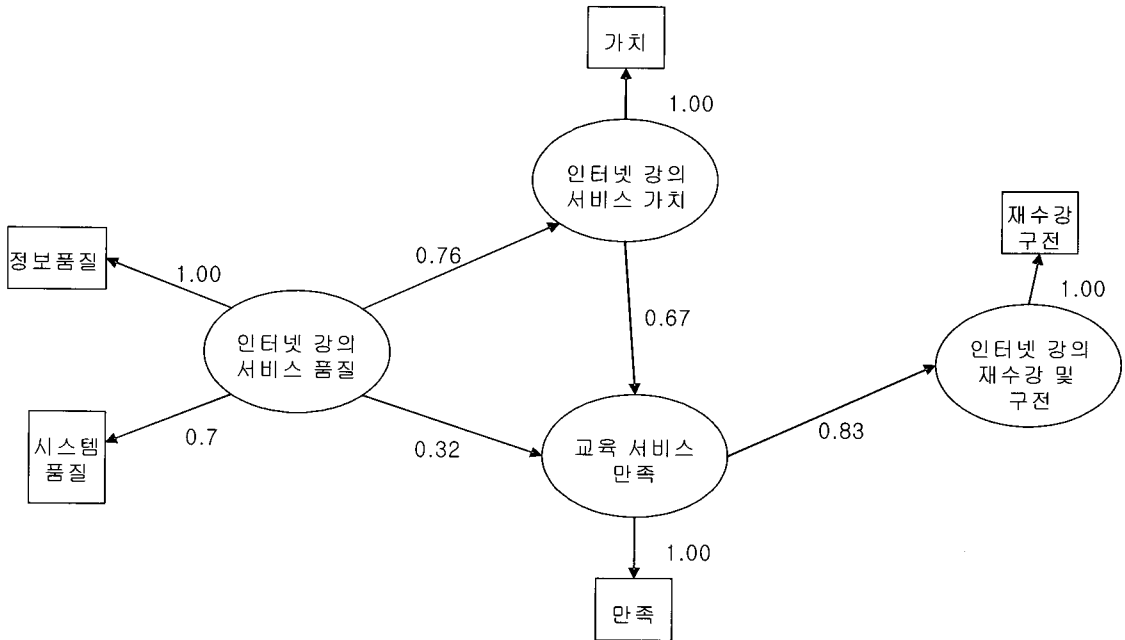 가치
1.00
인터넷 강의
서비스 가치
재수강
구전
정보품질
1.00
0.76
1.00
0.67
인터넷 강의
서비스 품질
인터넷 강의
재수강 및
구전
시스템
품질
0.7
0.32
교육 서비스
만족
0.83
1.00
만족